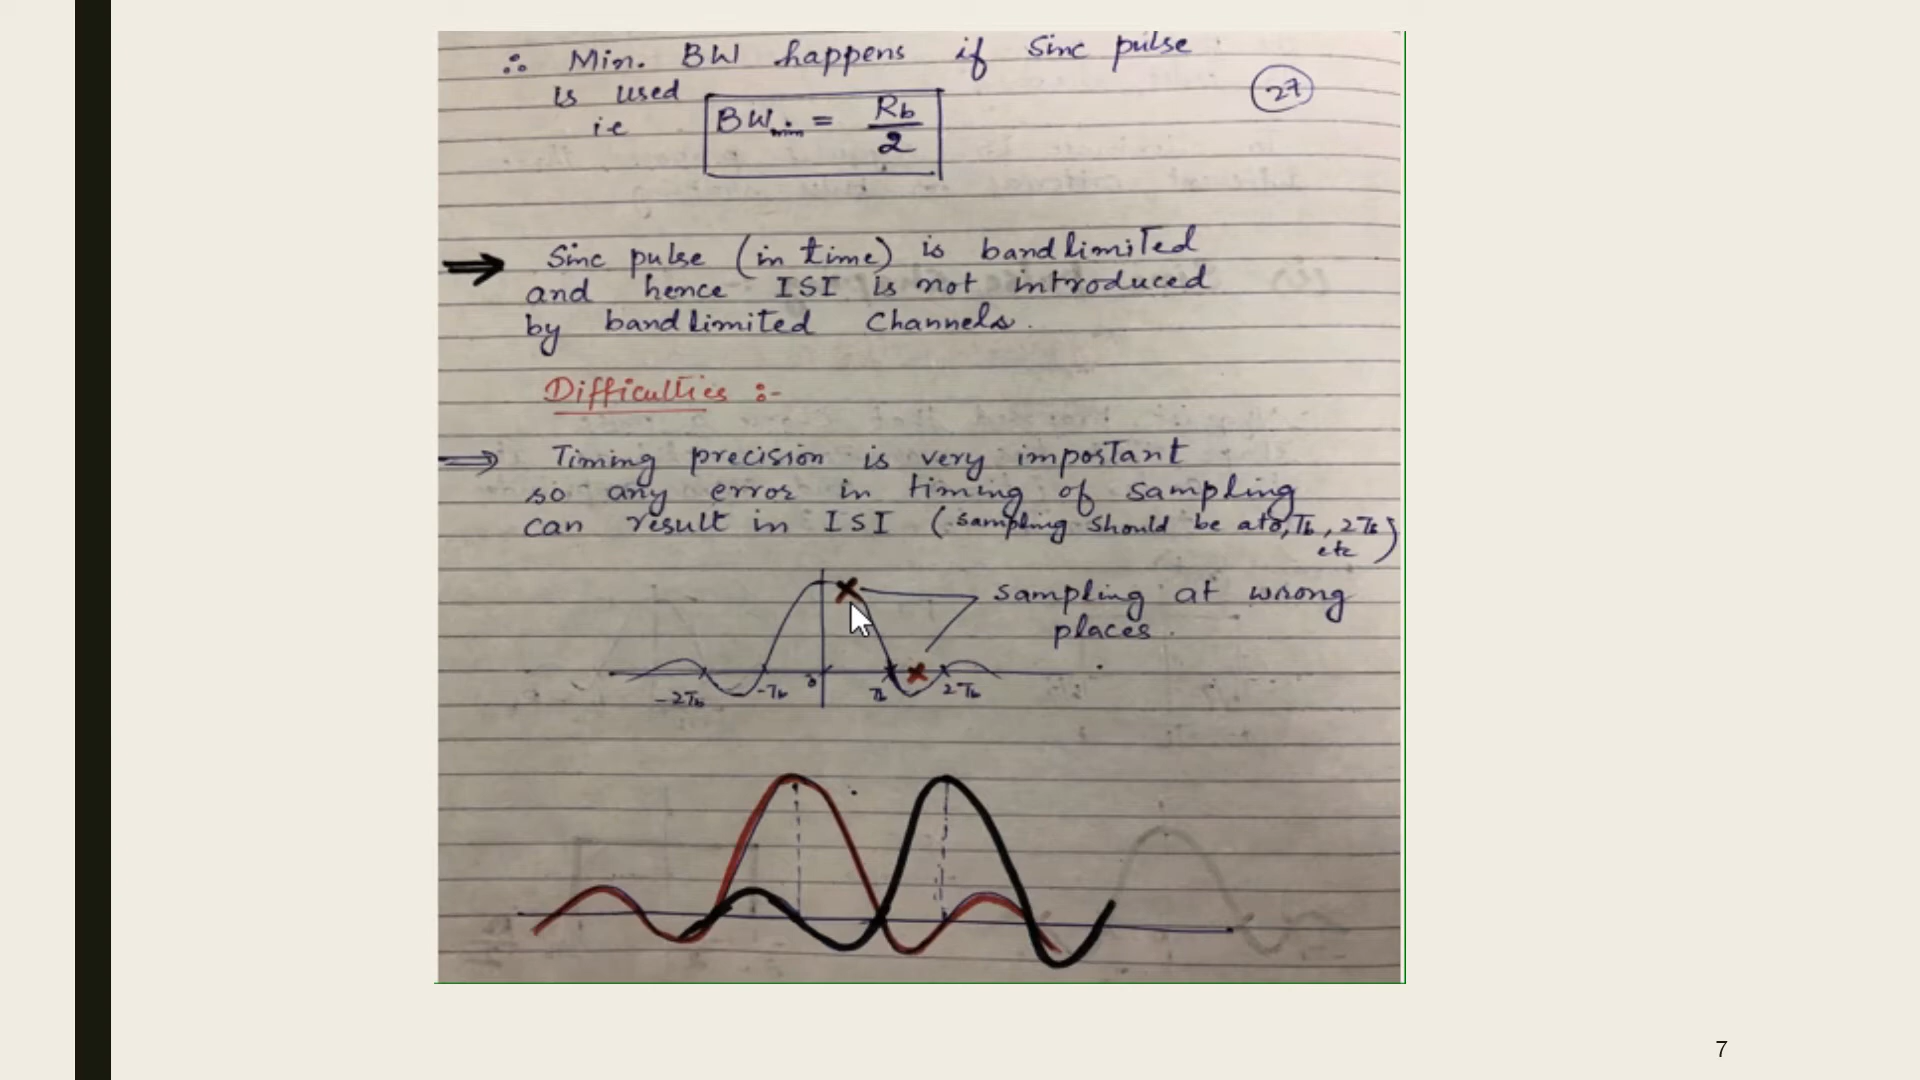 ∴ Min. BW happens if Sinc pulse
is used
27
ie BWmin = Rb/2
Sinc pulse (in time) is bandlimited
and hence ISI is not introduced
by bandlimited Channels.
Difficulties :-
⇒ Timing precision is very important
so any error in timing of sampling
can result in ISI (sampling should be at 0, Tb, 2Tb
etc)
sampling at wrong
places.
-2Tb -Tb 0 Tb 2Tb
7